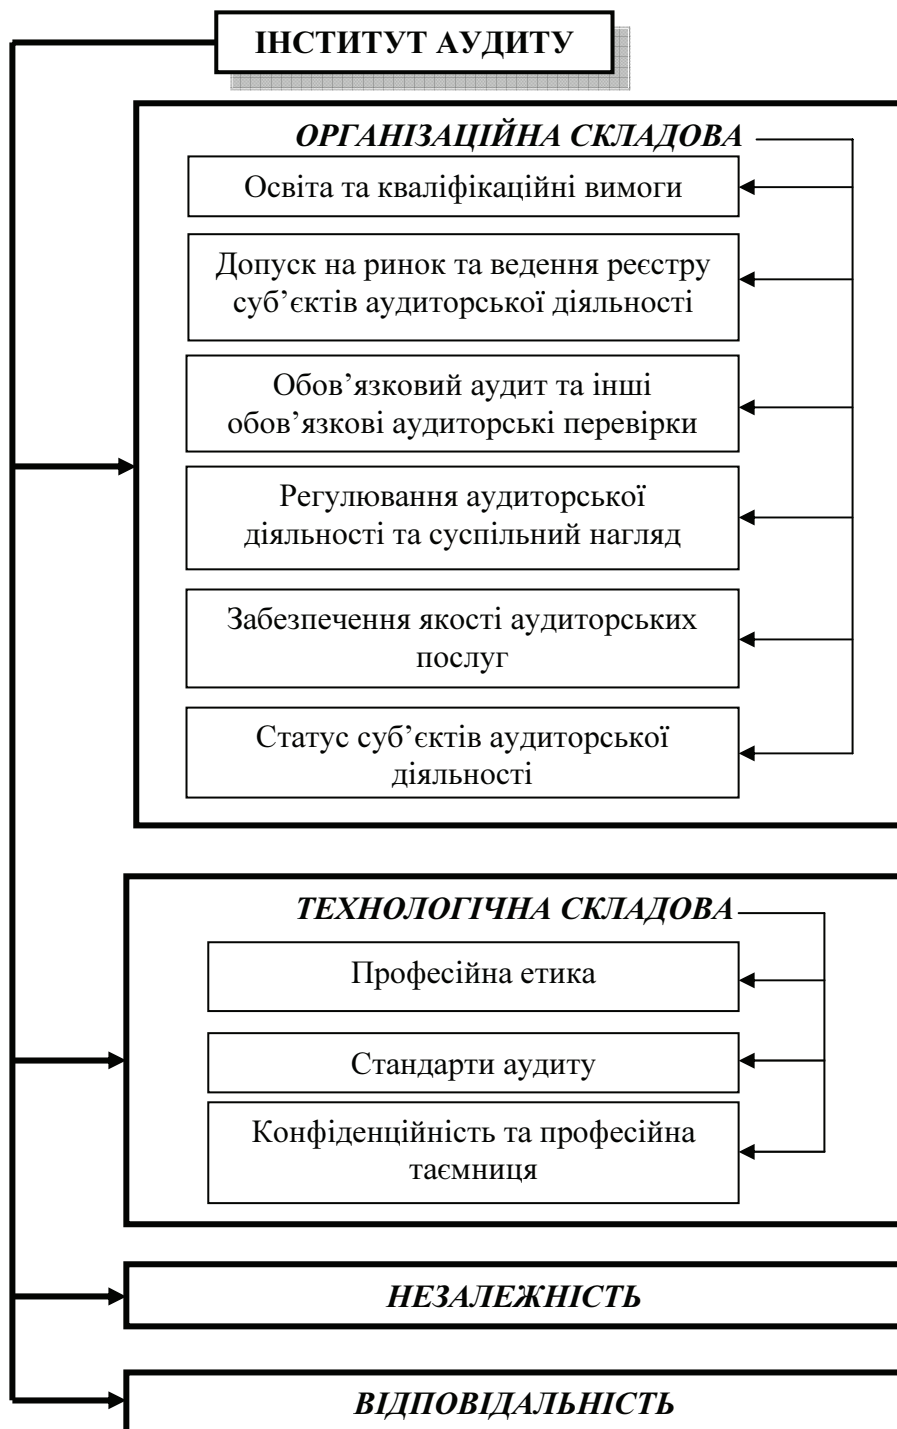 ІНСТИТУТ АУДИТУ
ОРГАНІЗАЦІЙНА СКЛАДОВА
Освіта та кваліфікаційні вимоги
Допуск на ринок та ведення реєстру
суб’єктів аудиторської діяльності
Обов’язковий аудит та інші
обов’язкові аудиторські перевірки
Регулювання аудиторської
діяльності та суспільний нагляд
Забезпечення якості аудиторських
послуг
Статус суб’єктів аудиторської
діяльності
ТЕХНОЛОГІЧНА СКЛАДОВА
Професійна етика
Стандарти аудиту
Конфіденційність та професійна
таємниця
НЕЗАЛЕЖНІСТЬ
ВІДПОВІДАЛЬНІСТЬ